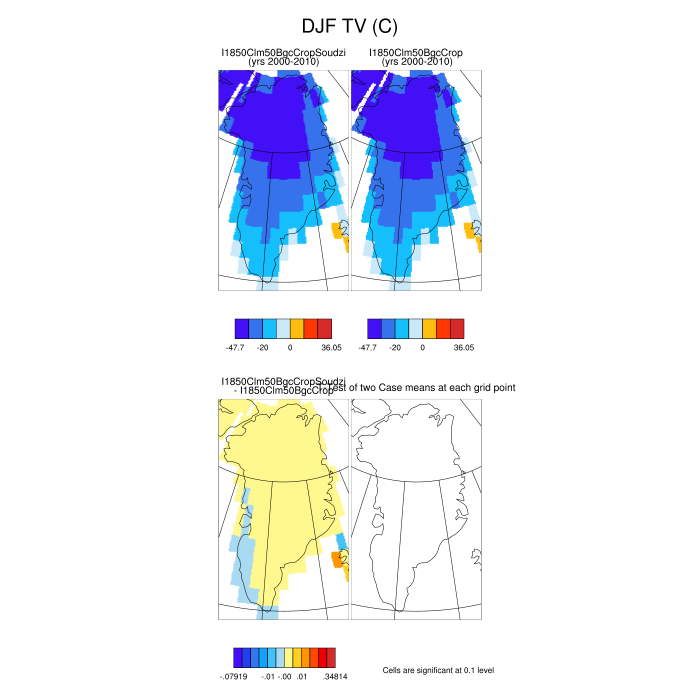 DJF TV (C)
I1850Clm50BgcCropSoudzi
(yrs 2000-2010)
I1850Clm50BgcCrop
(yrs 2000-2010)
-47.7 -20 0 36.05
-47.7 -20 0 36.05
I1850Clm50BgcCropSoudzi
- I1850Clm50BgcCrop
Test of two Case means at each grid point
-.07919 -.01 -.00 .01 .34814
Cells are significant at 0.1 level